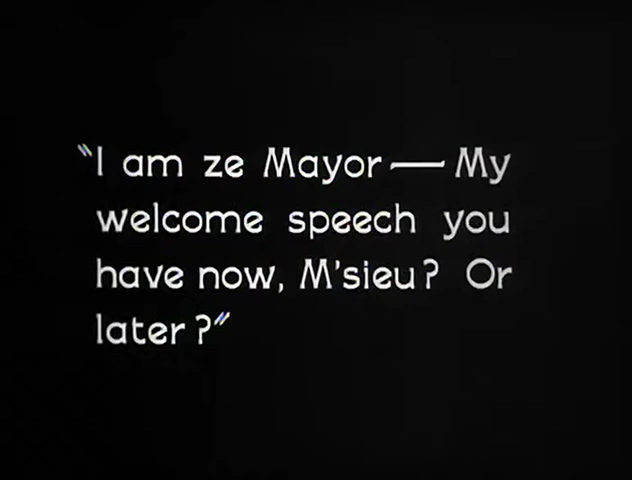 "I am ze Mayor — My
welcome speech you
have now, M'sieu? Or
later?"